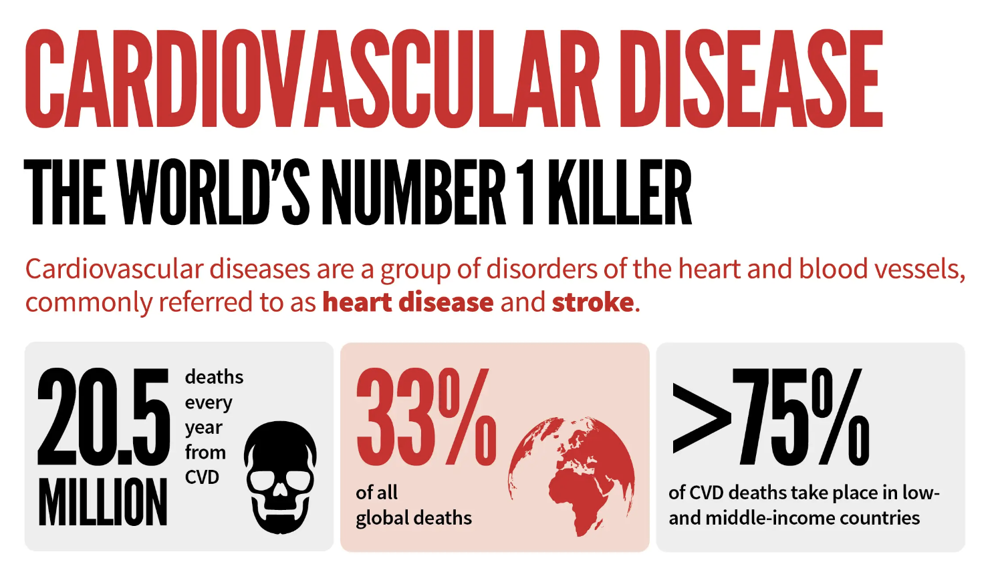 CARDIOVASCULAR DISEASE
THE WORLD’S NUMBER 1 KILLER
Cardiovascular diseases are a group of disorders of the heart and blood vessels,
commonly referred to as heart disease and stroke.
20.5
MILLION
deaths
every
year
from
CVD
33%
of all
global deaths
>75%
of CVD deaths take place in low-
and middle-income countries